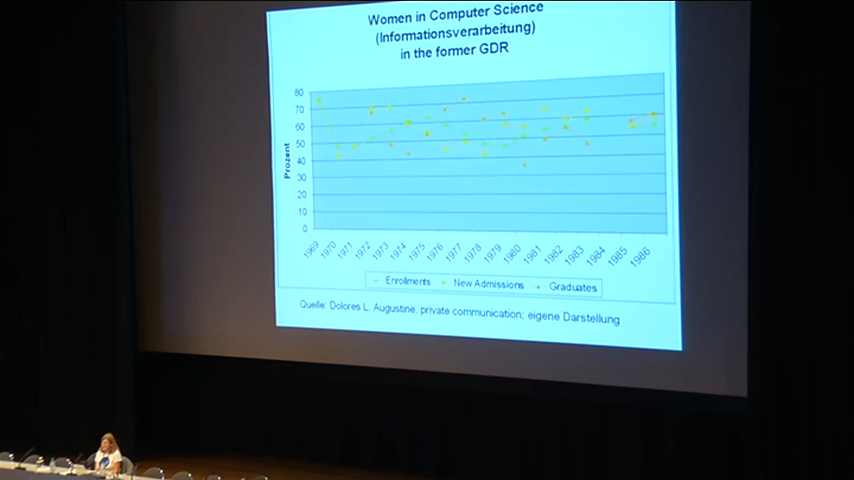 Women in Computer Science
(Informationsverarbeitung)
in the former GDR
80
70
60
50
40
30
20
10
0
Prozent
1969 1970 1971 1972 1973 1974 1975 1976 1977 1978 1979 1980 1981 1982 1983 1984 1985 1986
Enrollments New Admissions Graduates
Quelle: Dolores L. Augustine, private communication; eigene Darstellung